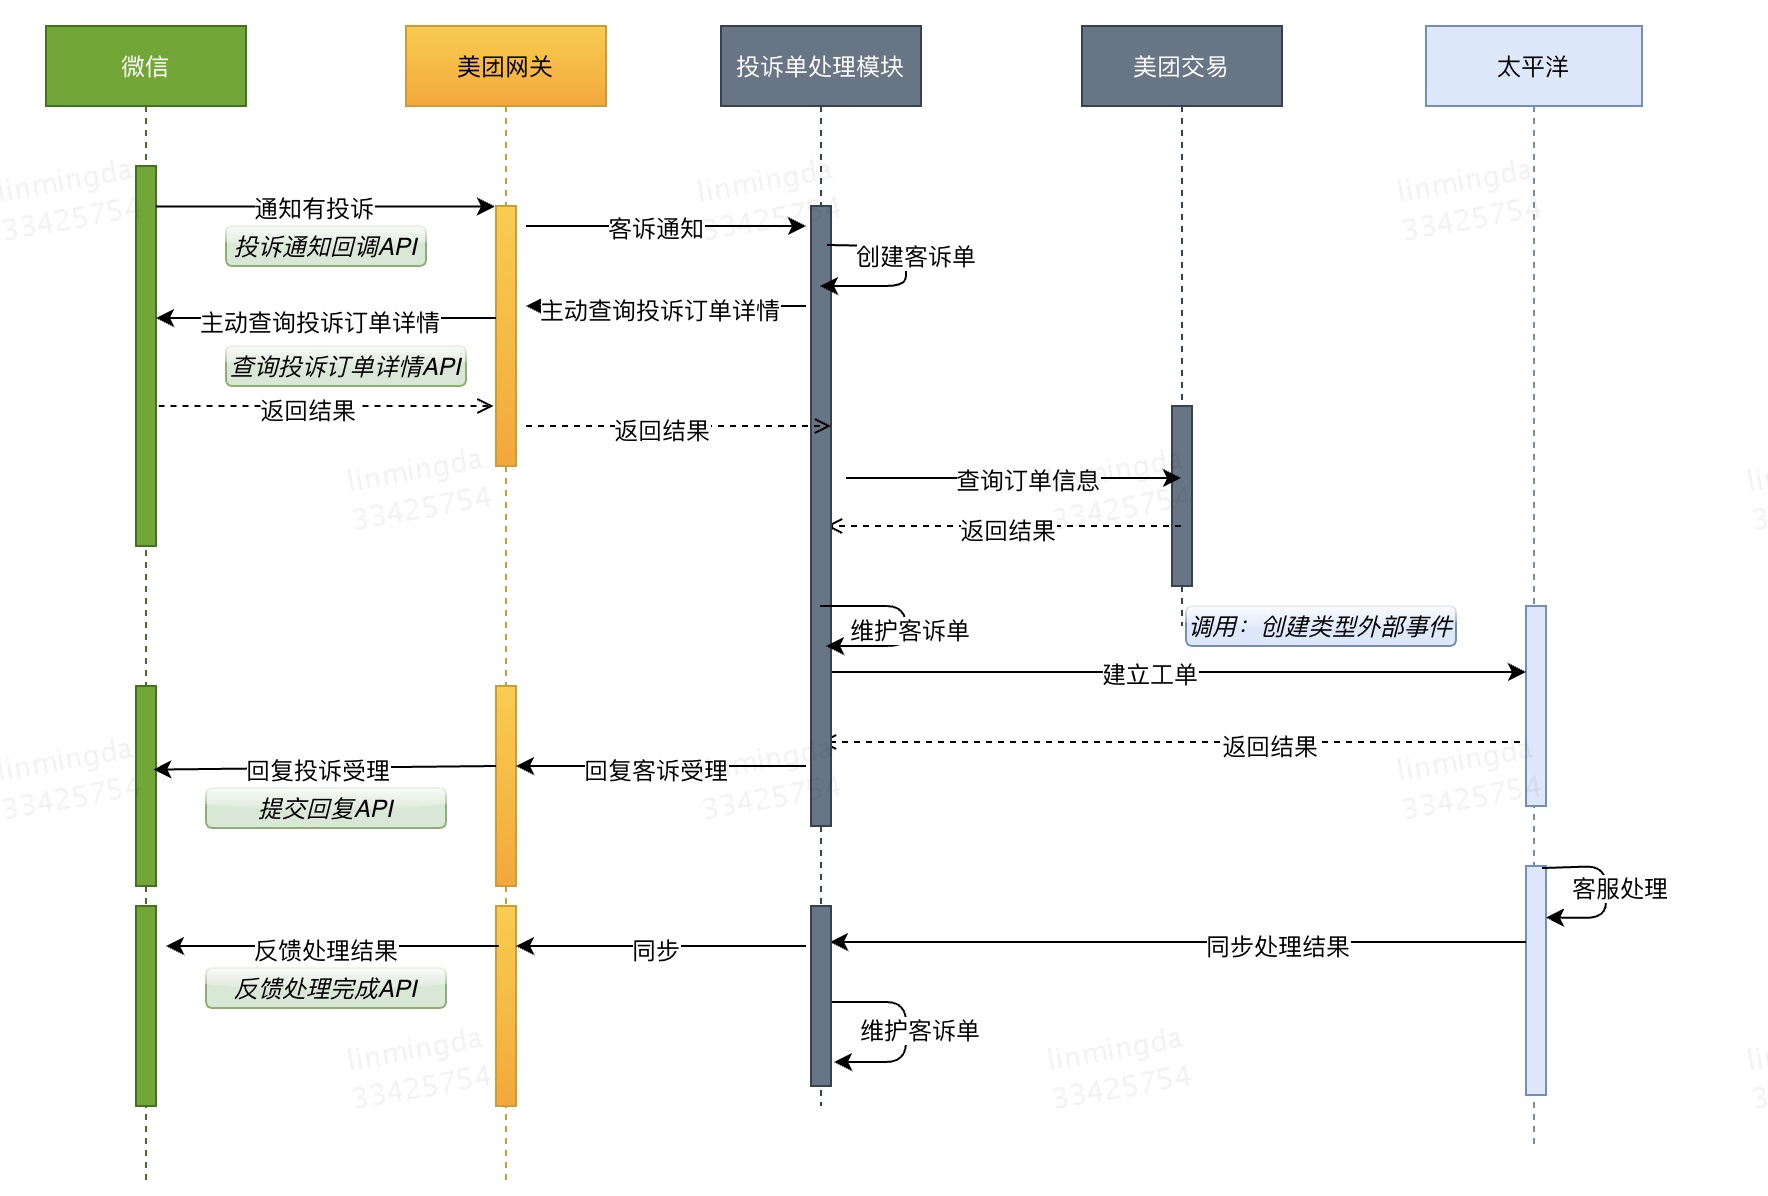 微信
美团网关
投诉单处理模块
美团交易
太平洋
linmingda
33425754
linmingda
33425754
linmingda
33425754
通知有投诉
投诉通知回调API
客诉通知
创建客诉单
主动查询投诉订单详情
主动查询投诉订单详情
查询投诉订单详情API
返回结果
返回结果
linmingda
33425754
linmingda
33425754
查询订单信息
返回结果
维护客诉单
调用：创建类型外部事件
建立工单
返回结果
linmingda
33425754
linmingda
33425754
linmingda
33425754
回复投诉受理
回复客诉受理
提交回复API
客服处理
反馈处理结果
同步
同步处理结果
反馈处理完成API
维护客诉单
linmingda
33425754
linmingda
33425754